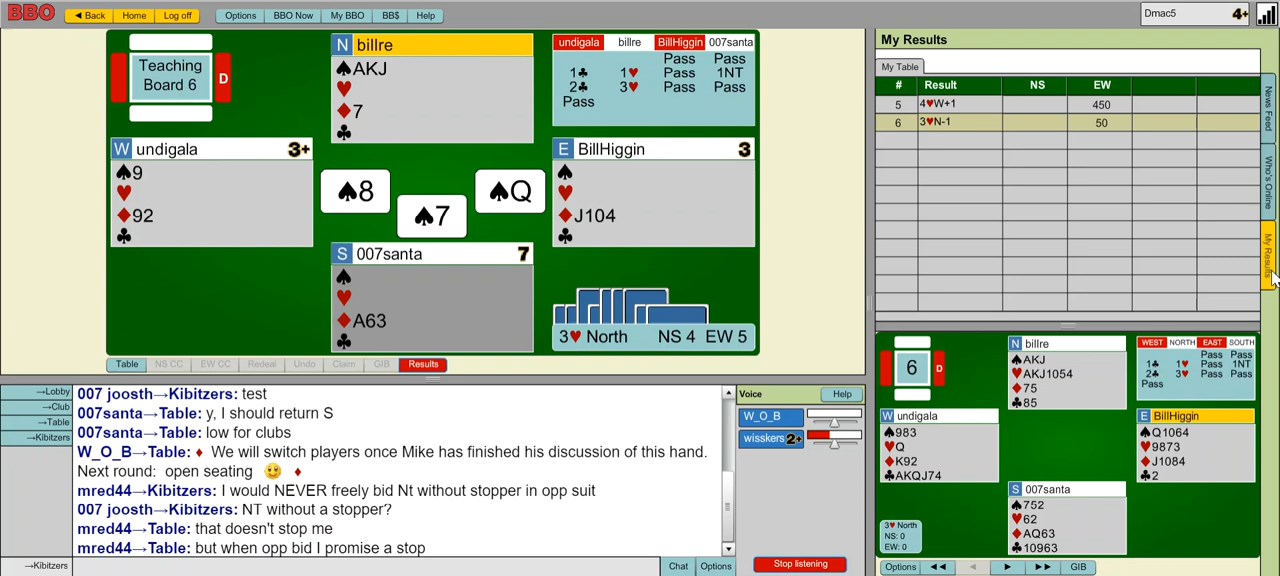 BBO
◄ Back Home Log off Options BBO Now My BBO BB$ Help
Dmac5 4+
Teaching
Board 6
D
N billre
♠AKJ
♥
♦7
♣
undigala billre BillHiggin 007santa
Pass Pass
1♣ 1♥ Pass 1NT
2♣ 3♥ Pass Pass
Pass
W undigala 3+
♠9
♥
♦92
♣
♠8 ♠7 ♠Q
E BillHiggin 3
♠
♥
♦J104
♣
S 007santa 7
♠
♥
♦A63
♣
3♥ North NS 4 EW 5
Table NS CC EW CC Redeal Undo Claim GIB Results
→Lobby
→Club
→Table
→Kibitzers
007 joosth→Kibitzers: test
007santa→Table: y, I should return S
007santa→Table: low for clubs
W_O_B→Table: ♦ We will switch players once Mike has finished his discussion of this hand.
Next round: open seating 🙂 ♦
mred44→Kibitzers: I would NEVER freely bid Nt without stopper in opp suit
007 joosth→Kibitzers: NT without a stopper?
mred44→Table: that doesn't stop me
mred44→Table: but when opp bid I promise a stop
→Kibitzers
Chat Options
Voice Help
W_O_B
wisskers 2+
Stop listening
My Results
My Table
# Result NS EW
5 4♥W+1 450
6 3♥N-1 50
News Feed
Who's Online
My Results
6
D
N billre
♠AKJ
♥AKJ1054
♦75
♣85
WEST NORTH EAST SOUTH
Pass Pass
1♣ 1♥ Pass 1NT
2♣ 3♥ Pass Pass
Pass
W undigala
♠983
♥Q
♦K92
♣AKQJ74
E BillHiggin
♠Q1064
♥9873
♦J1084
♣2
S 007santa
♠752
♥62
♦AQ63
♣10963
3♥ North
NS: 0
EW: 0
Options ◄◄ ◄ ► ►► GIB